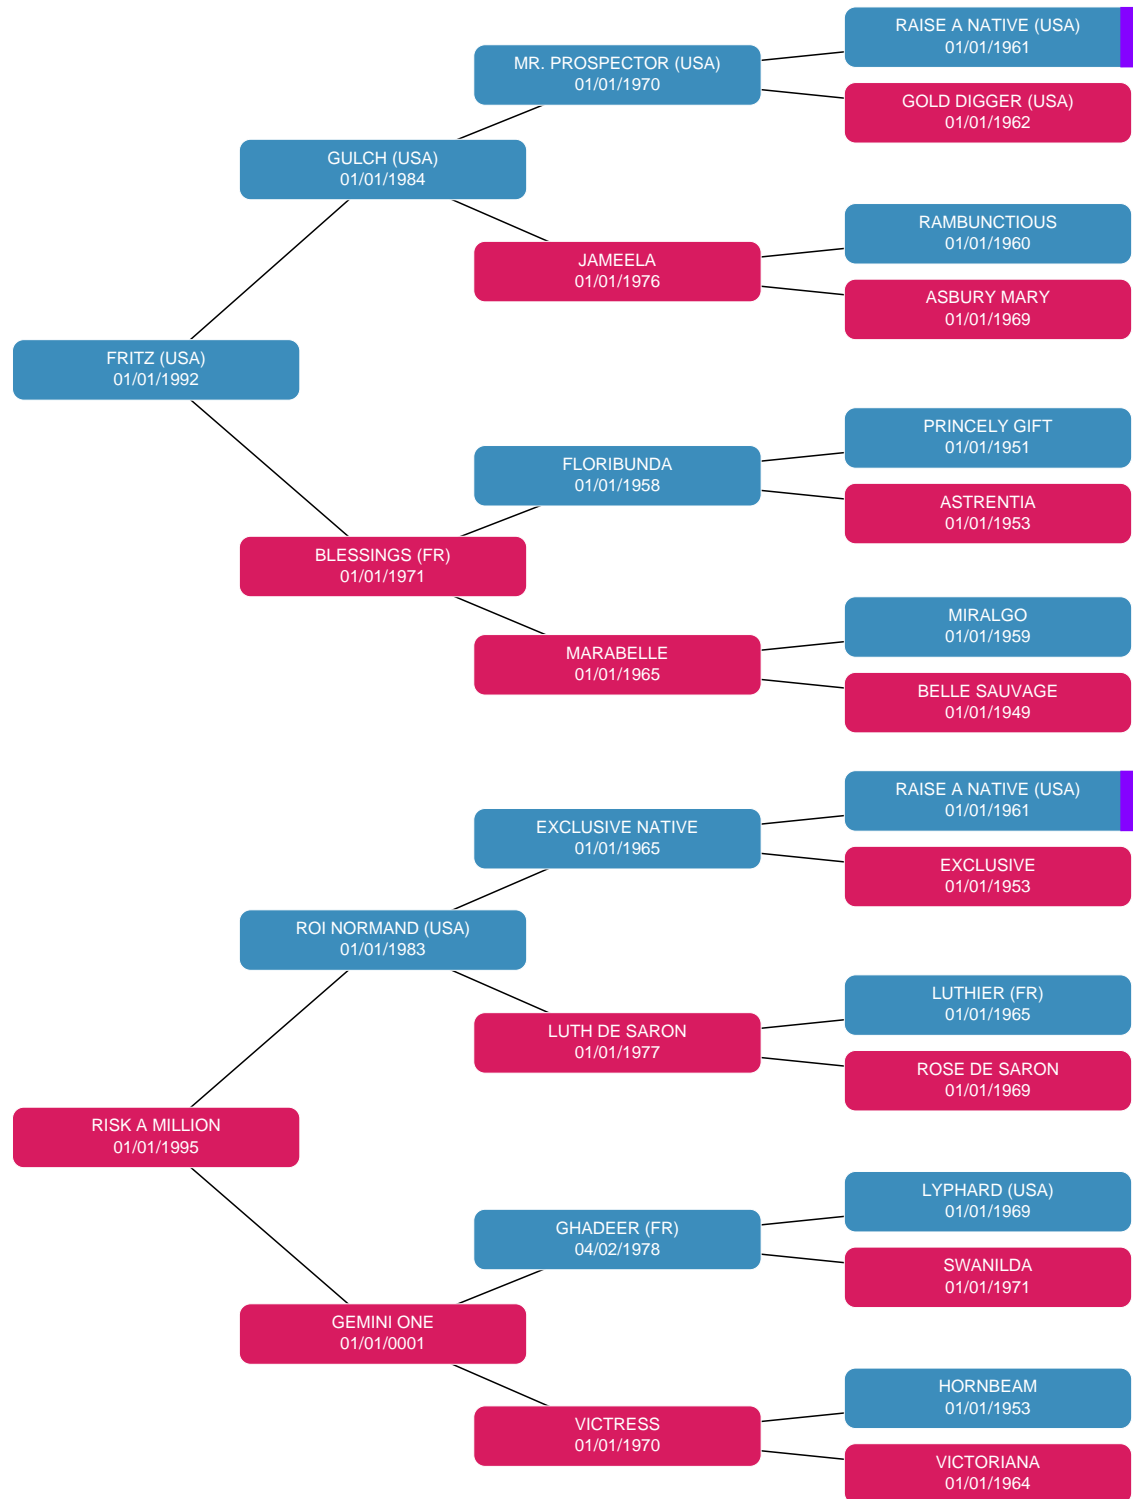 RAISE A NATIVE (USA)
01/01/1961
MR. PROSPECTOR (USA)
01/01/1970
GOLD DIGGER (USA)
01/01/1962
GULCH (USA)
01/01/1984
RAMBUNCTIOUS
01/01/1960
JAMEELA
01/01/1976
ASBURY MARY
01/01/1969
FRITZ (USA)
01/01/1992
PRINCELY GIFT
01/01/1951
FLORIBUNDA
01/01/1958
ASTRENTIA
01/01/1953
BLESSINGS (FR)
01/01/1971
MIRALGO
01/01/1959
MARABELLE
01/01/1965
BELLE SAUVAGE
01/01/1949
RAISE A NATIVE (USA)
01/01/1961
EXCLUSIVE NATIVE
01/01/1965
EXCLUSIVE
01/01/1953
ROI NORMAND (USA)
01/01/1983
LUTHIER (FR)
01/01/1965
LUTH DE SARON
01/01/1977
ROSE DE SARON
01/01/1969
RISK A MILLION
01/01/1995
LYPHARD (USA)
01/01/1969
GHADEER (FR)
04/02/1978
SWANILDA
01/01/1971
GEMINI ONE
01/01/0001
HORNBEAM
01/01/1953
VICTRESS
01/01/1970
VICTORIANA
01/01/1964